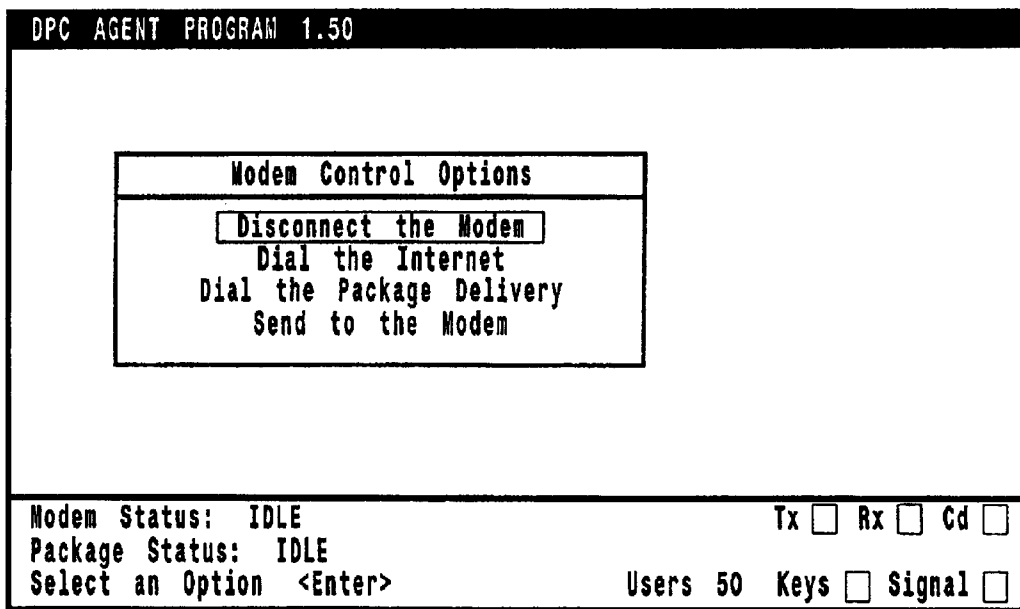 DPC AGENT PROGRAM 1.50
Modem Control Options
Disconnect the Modem
Dial the Internet
Dial the Package Delivery
Send to the Modem
Modem Status: IDLE Tx Rx Cd
Package Status: IDLE
Select an Option <Enter> Users 50 Keys Signal